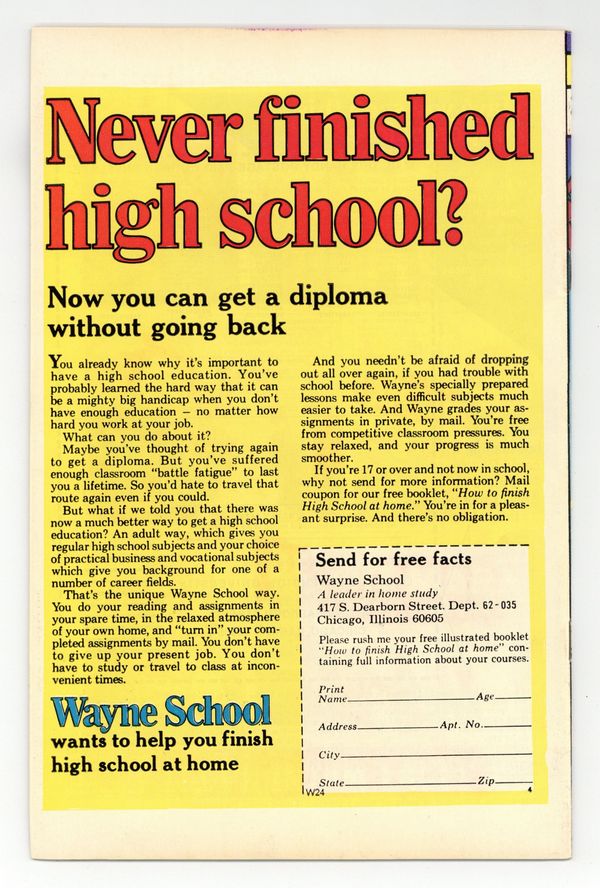 Never finished
high school?
Now you can get a diploma
without going back
You already know why it's important to
have a high school education. You've
probably learned the hard way that it can
be a mighty big handicap when you don't
have enough education – no matter how
hard you work at your job.
What can you do about it?
Maybe you've thought of trying again
to get a diploma. But you've suffered
enough classroom "battle fatigue" to last
you a lifetime. So you'd hate to travel that
route again even if you could.
But what if we told you that there was
now a much better way to get a high school
education? An adult way, which gives you
regular high school subjects and your choice
of practical business and vocational subjects
which give you background for one of a
number of career fields.
That's the unique Wayne School way.
You do your reading and assignments in
your spare time, in the relaxed atmosphere
of your own home, and "turn in" your com-
pleted assignments by mail. You don't have
to give up your present job. You don't
have to study or travel to class at incon-
venient times.
Wayne School
wants to help you finish
high school at home
And you needn't be afraid of dropping
out all over again, if you had trouble with
school before. Wayne's specially prepared
lessons make even difficult subjects much
easier to take. And Wayne grades your as-
signments in private, by mail. You're free
from competitive classroom pressures. You
stay relaxed, and your progress is much
smoother.
If you're 17 or over and not now in school,
why not send for more information? Mail
coupon for our free booklet, "How to finish
High School at home." You're in for a pleas-
ant surprise. And there's no obligation.
Send for free facts
Wayne School
A leader in home study
417 S. Dearborn Street. Dept. 62-035
Chicago, Illinois 60605
Please rush me your free illustrated booklet
"How to finish High School at home" con-
taining full information about your courses.
Print
Name Age
Address Apt. No.
City
State Zip
W24 4